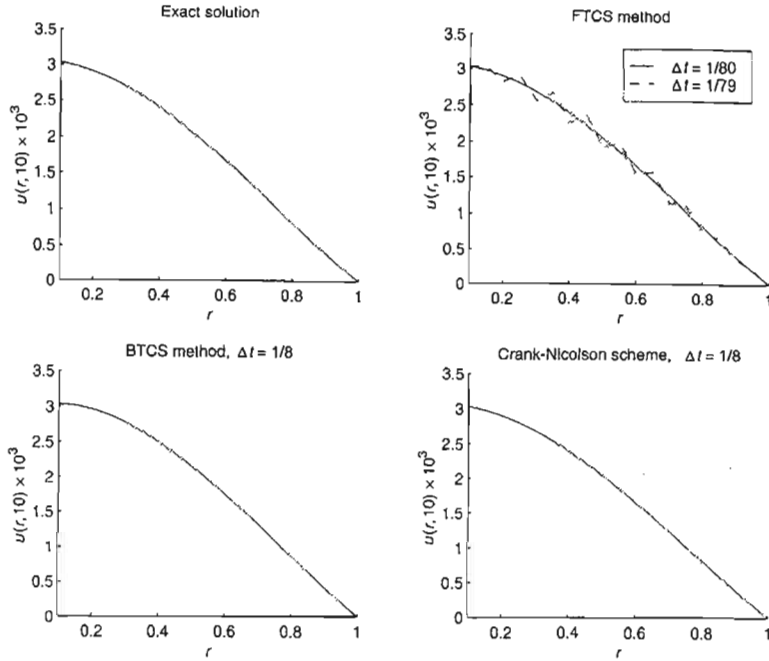 Exact solution
3.5
3
2.5
2
1.5
1
0.5
0
u(r, 10) × 10³
0.2 0.4 0.6 0.8 1
r
FTCS method
Δt = 1/80
Δt = 1/79
3.5
3
2.5
2
1.5
1
0.5
0
u(r, 10) × 10³
0.2 0.4 0.6 0.8 1
r
BTCS method, Δt = 1/8
3.5
3
2.5
2
1.5
1
0.5
0
u(r, 10) × 10³
0.2 0.4 0.6 0.8 1
r
Crank-Nicolson scheme, Δt = 1/8
3.5
3
2.5
2
1.5
1
0.5
0
u(r, 10) × 10³
0.2 0.4 0.6 0.8 1
r